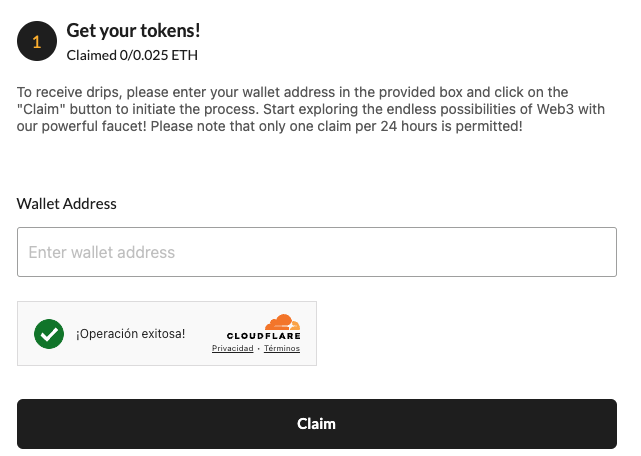 1
Get your tokens!
Claimed 0/0.025 ETH
To receive drips, please enter your wallet address in the provided box and click on the
"Claim" button to initiate the process. Start exploring the endless possibilities of Web3 with
our powerful faucet! Please note that only one claim per 24 hours is permitted!
Wallet Address
Enter wallet address
¡Operación exitosa!
CLOUDFLARE
Privacidad • Términos
Claim